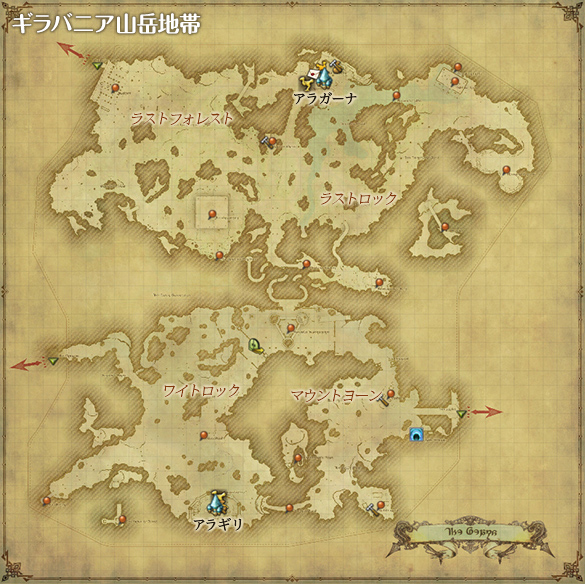 ギラバニア山岳地帯
アラガーナ
ラストフォレスト
ラストロック
ワイトロック
マウントヨーン
アラギリ